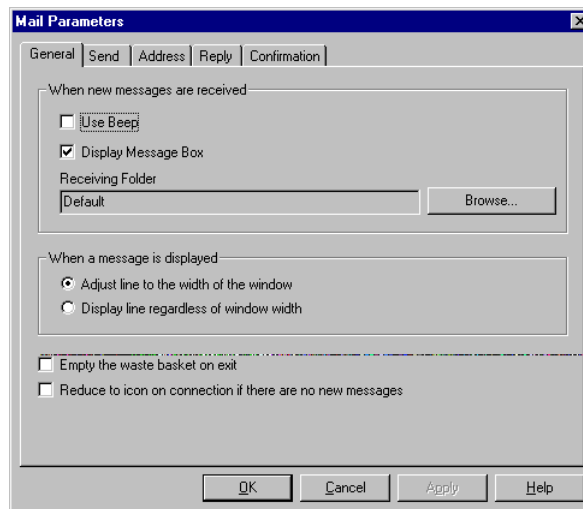 Mail Parameters
General Send Address Reply Confirmation
When new messages are received
Use Beep
Display Message Box
Receiving Folder
Default Browse...
When a message is displayed
Adjust line to the width of the window
Display line regardless of window width
Empty the waste basket on exit
Reduce to icon on connection if there are no new messages
OK Cancel Apply Help